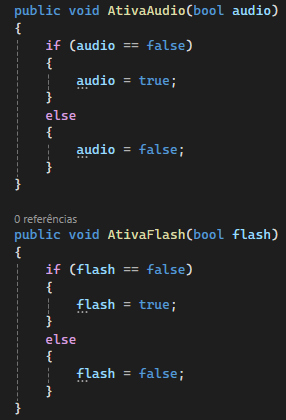 public void AtivaAudio(bool audio)
{
if (audio == false)
{
audio = true;
}
else
{
audio = false;
}
}
0 referências
public void AtivaFlash(bool flash)
{
if (flash == false)
{
flash = true;
}
else
{
flash = false;
}
}